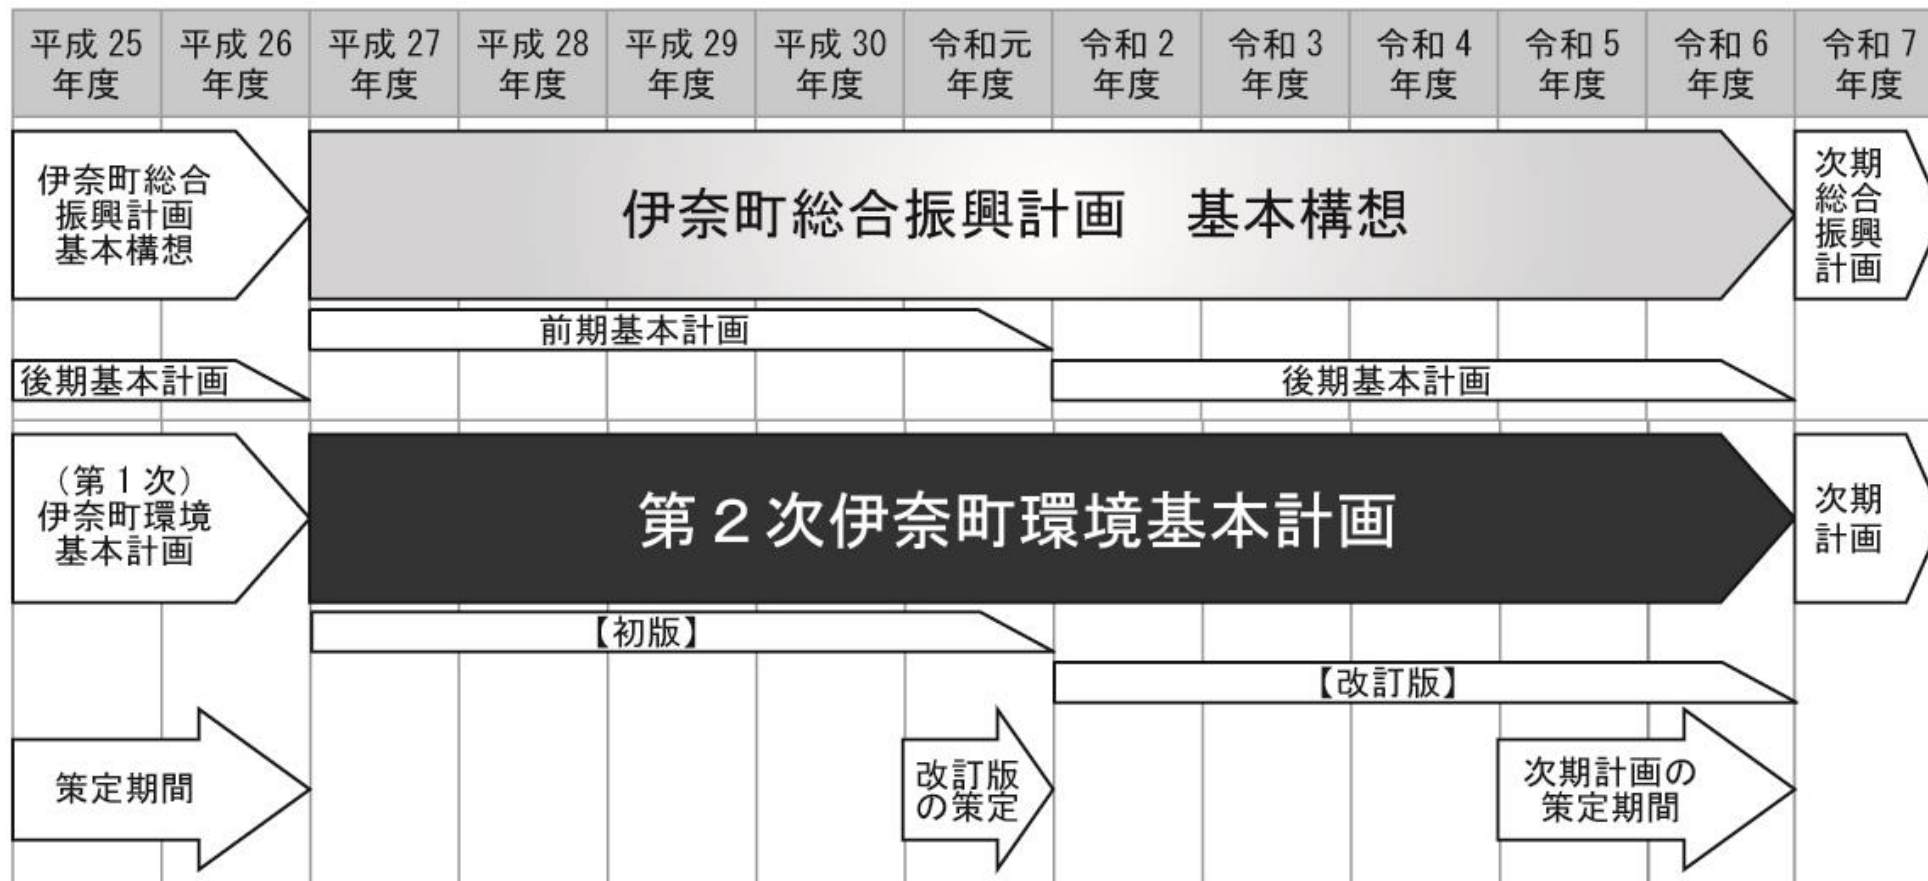 平成 25
年度
平成 26
年度
平成 27
年度
平成 28
年度
平成 29
年度
平成 30
年度
令和元
年度
令和 2
年度
令和 3
年度
令和 4
年度
令和 5
年度
令和 6
年度
令和 7
年度
伊奈町総合
振興計画
基本構想
伊奈町総合振興計画　基本構想
次期
総合
振興
計画
前期基本計画
後期基本計画
後期基本計画
（第 1 次）
伊奈町環境
基本計画
第２次伊奈町環境基本計画
次期
計画
【初版】
【改訂版】
策定期間
改訂版
の策定
次期計画の
策定期間